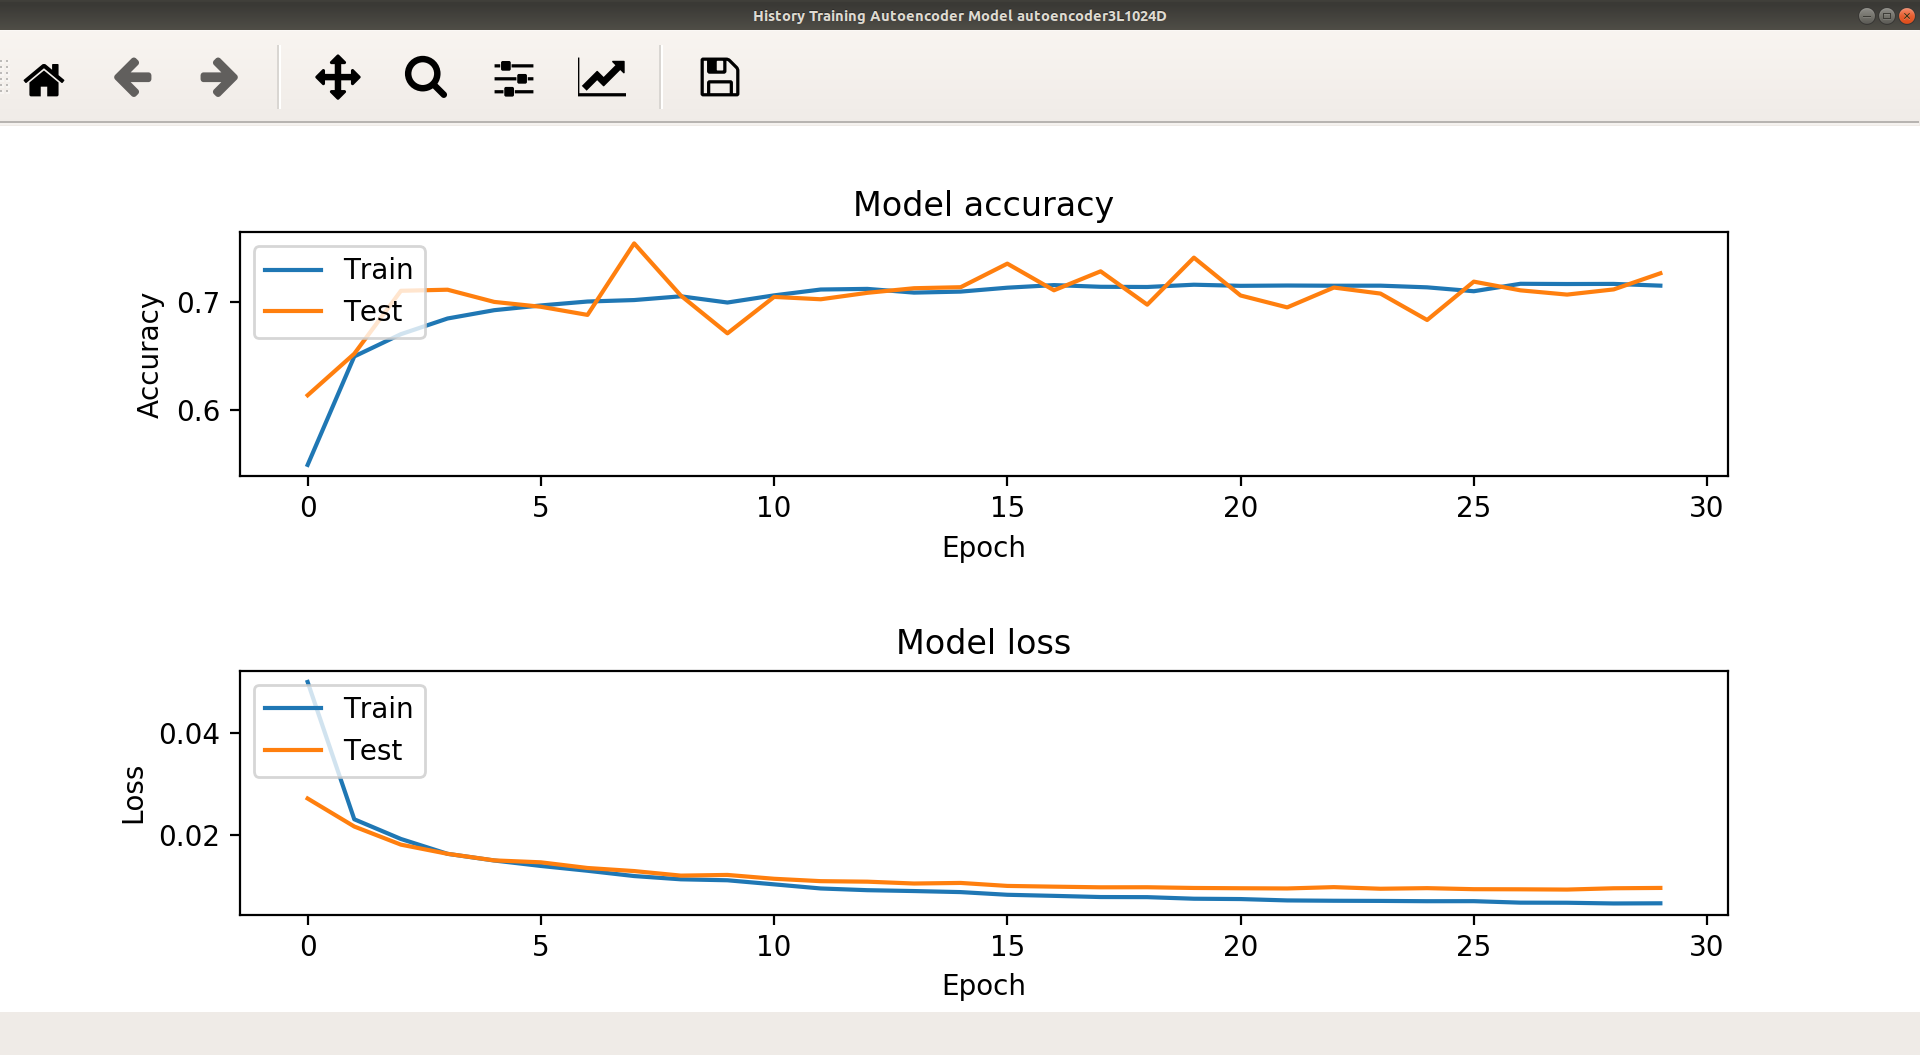 History Training Autoencoder Model autoencoder3L1024D
Model accuracy
Train
Test
Accuracy
0.7
0.6
0 5 10 15 20 25 30
Epoch
Model loss
Train
Test
Loss
0.04
0.02
0 5 10 15 20 25 30
Epoch